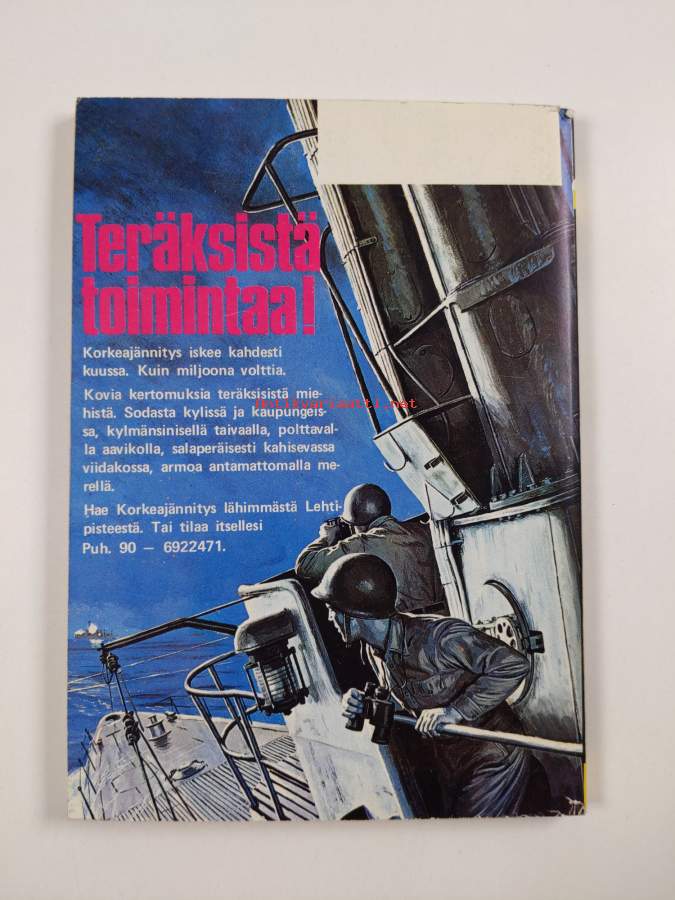 Teräksistä
toimintaa!
Korkeajännitys iskee kahdesti
kuussa. Kuin miljoona volttia.
Kovia kertomuksia teräksisistä mie-
histä. Sodasta kylissä ja kaupungeis-
sa, kylmänsinisellä taivaalla, polttaval-
la aavikolla, salaperäisesti kahisevassa
viidakossa, armoa antamattomalla me-
rellä.
Hae Korkeajännitys lähimmästä Lehti-
pisteestä. Tai tilaa itsellesi
Puh. 90 — 6922471.
Antikvariaatti.net